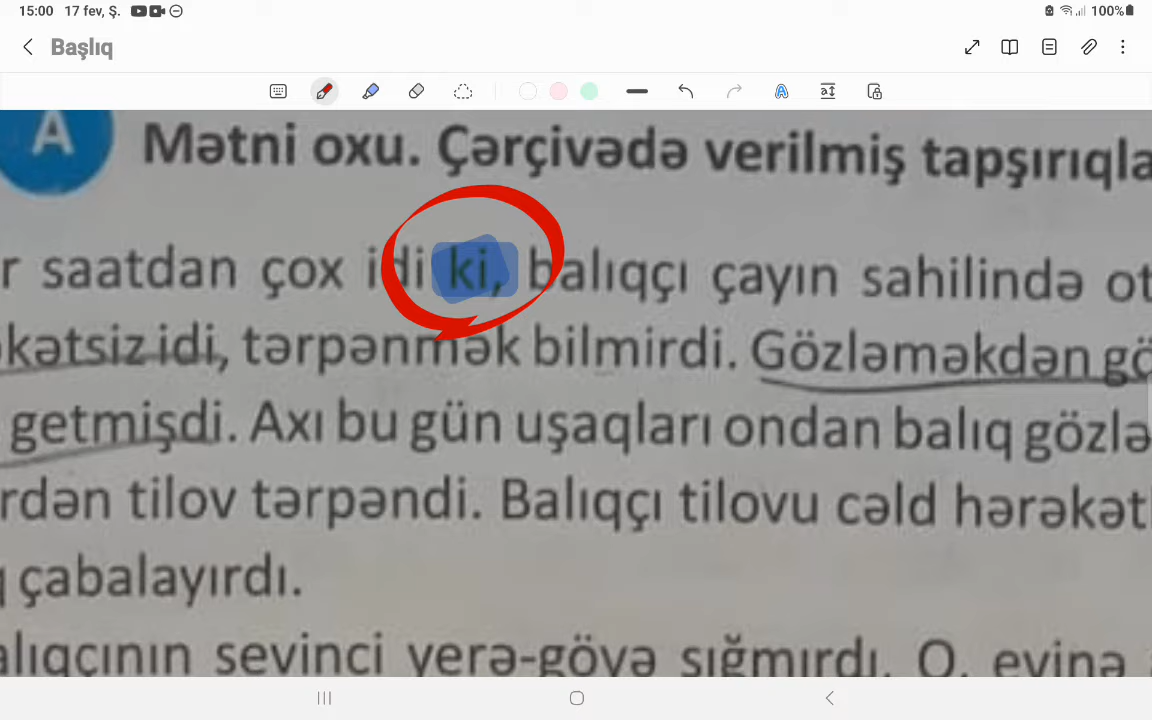 15:00 17 fev, Ş. 100%
Başlıq
A Mətni oxu. Çərçivədə verilmiş tapşırıqla
r saatdan çox idi ki, balıqçı çayın sahilində ot
kətsiz idi, tərpənmək bilmirdi. Gözləməkdən gö
getmişdi. Axı bu gün uşaqları ondan balıq gözlə
rdən tilov tərpəndi. Balıqçı tilovu cəld hərəkətl
q çabalayırdı.
alıqçının sevinci yerə-göyə sığmırdı. O, evinə